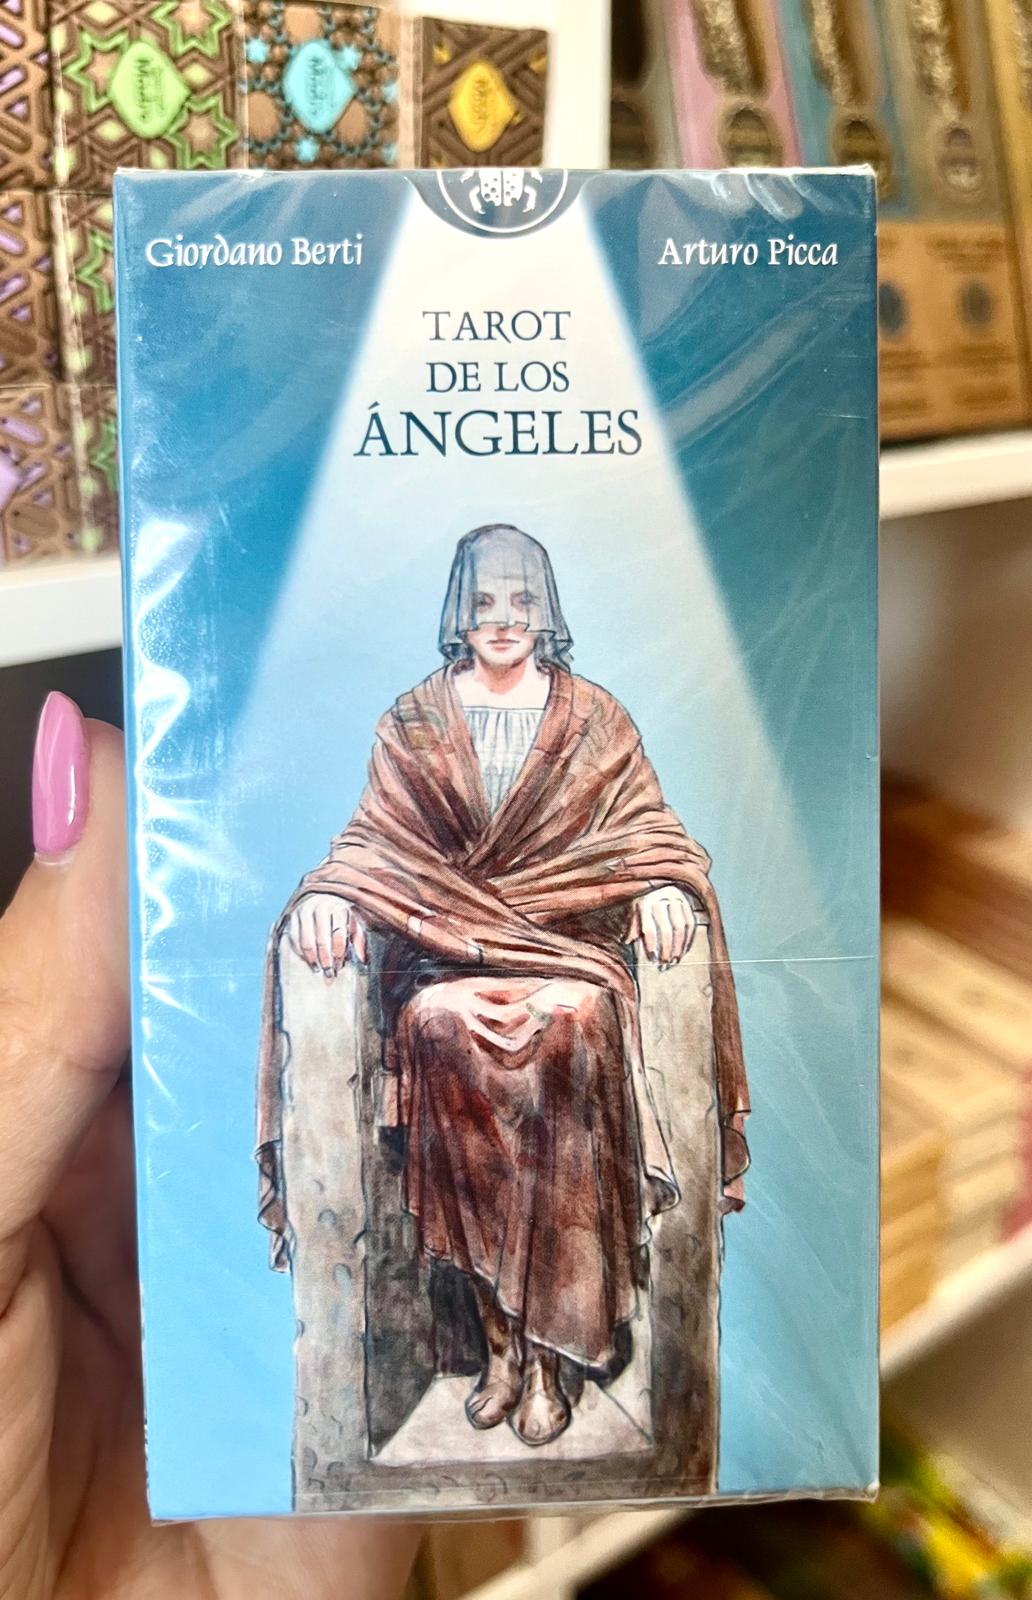 Giordano Berti
Arturo Picca
TAROT
DE LOS
ÁNGELES